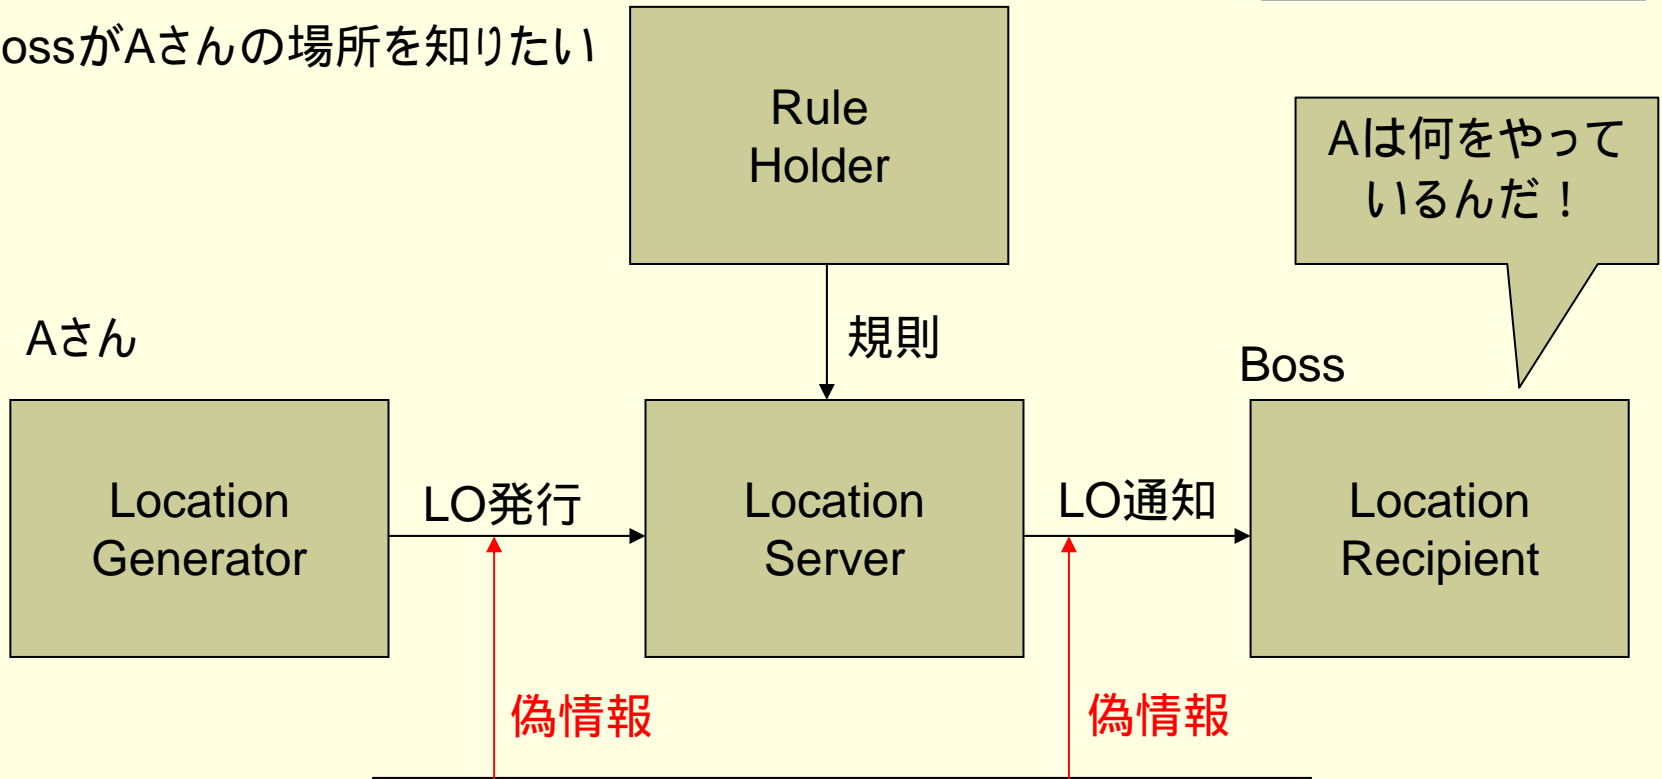 ossがAさんの場所を知りたい
Rule
Holder
Aは何をやって
いるんだ！
Aさん
規則
Boss
Location
Generator
LO発行
Location
Server
LO通知
Location
Recipient
偽情報
偽情報